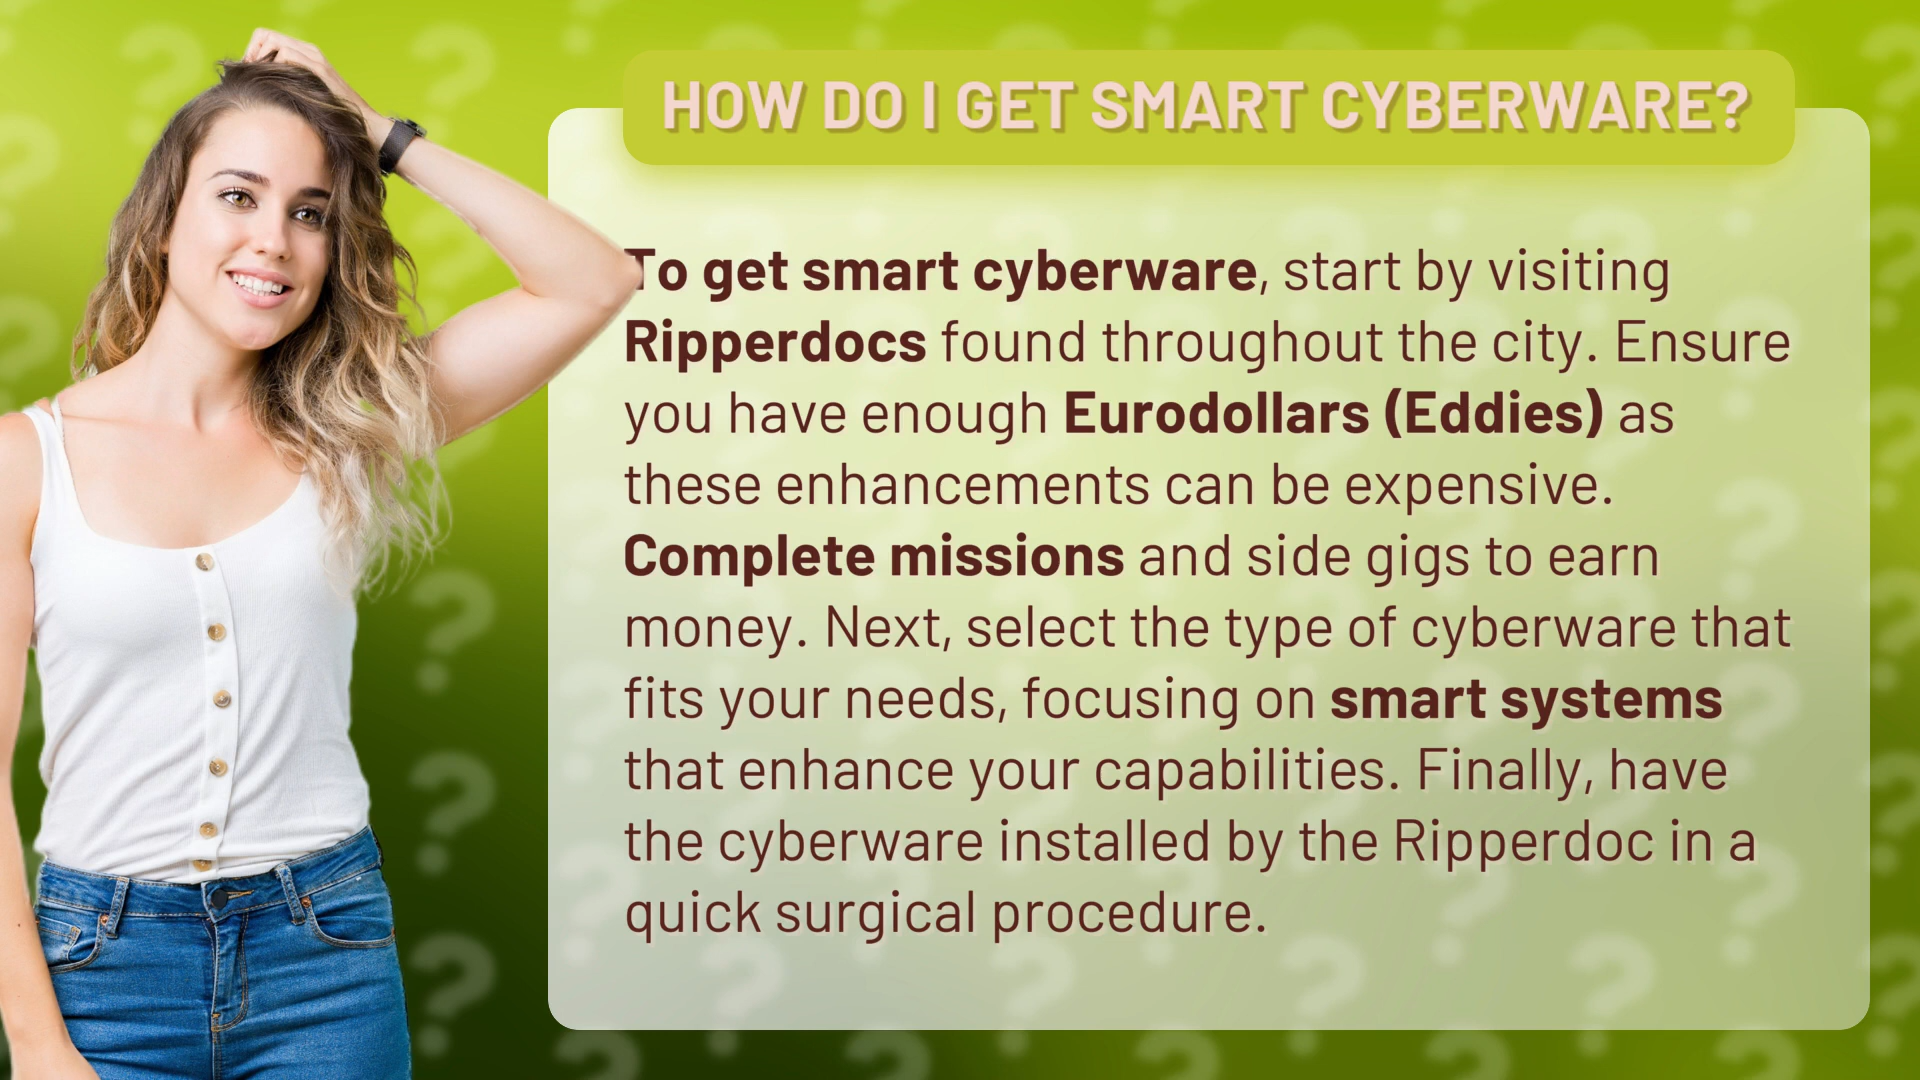 HOW DO I GET SMART CYBERWARE?
To get smart cyberware, start by visiting
Ripperdocs found throughout the city. Ensure
you have enough Eurodollars (Eddies) as
these enhancements can be expensive.
Complete missions and side gigs to earn
money. Next, select the type of cyberware that
fits your needs, focusing on smart systems
that enhance your capabilities. Finally, have
the cyberware installed by the Ripperdoc in a
quick surgical procedure.